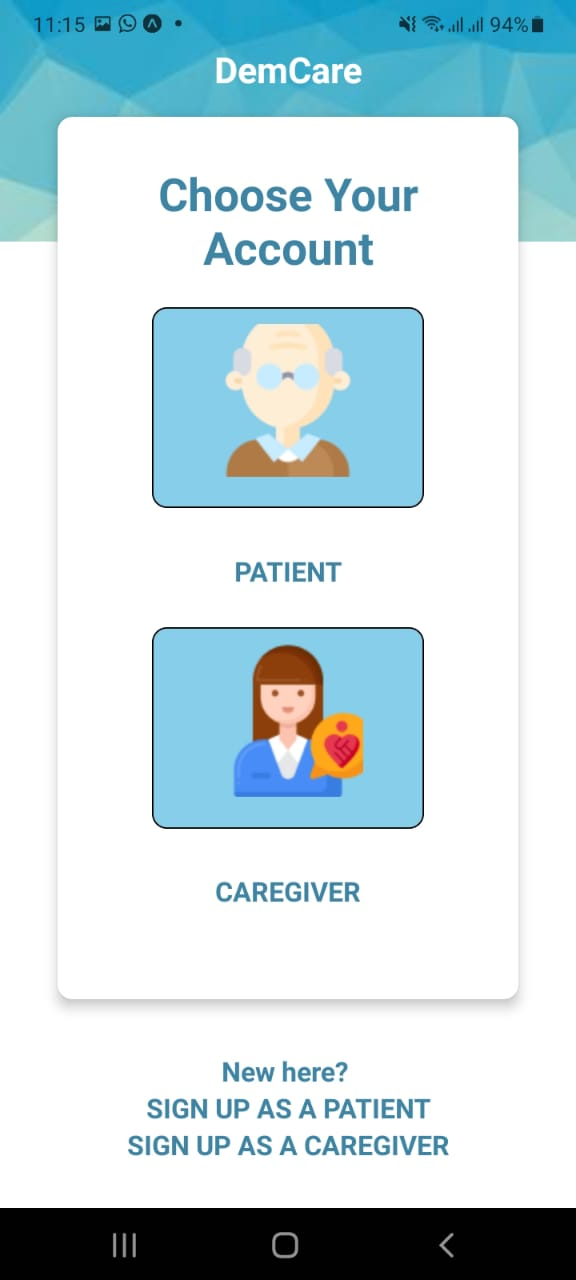 11:15 94%
DemCare
Choose Your
Account
PATIENT
CAREGIVER
New here?
SIGN UP AS A PATIENT
SIGN UP AS A CAREGIVER